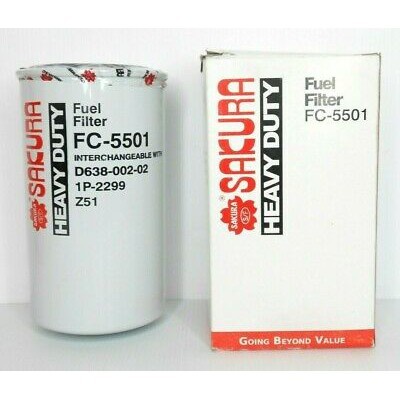 SAKURA
HEAVY DUTY
Fuel
Filter
FC-5501
INTERCHANGEABLE WITH
D638-002-02
1P-2299
Z51
SAKURA
S/F
SAKURA®
HEAVY DUTY
Fuel
Filter
FC-5501
GOING BEYOND VALUE